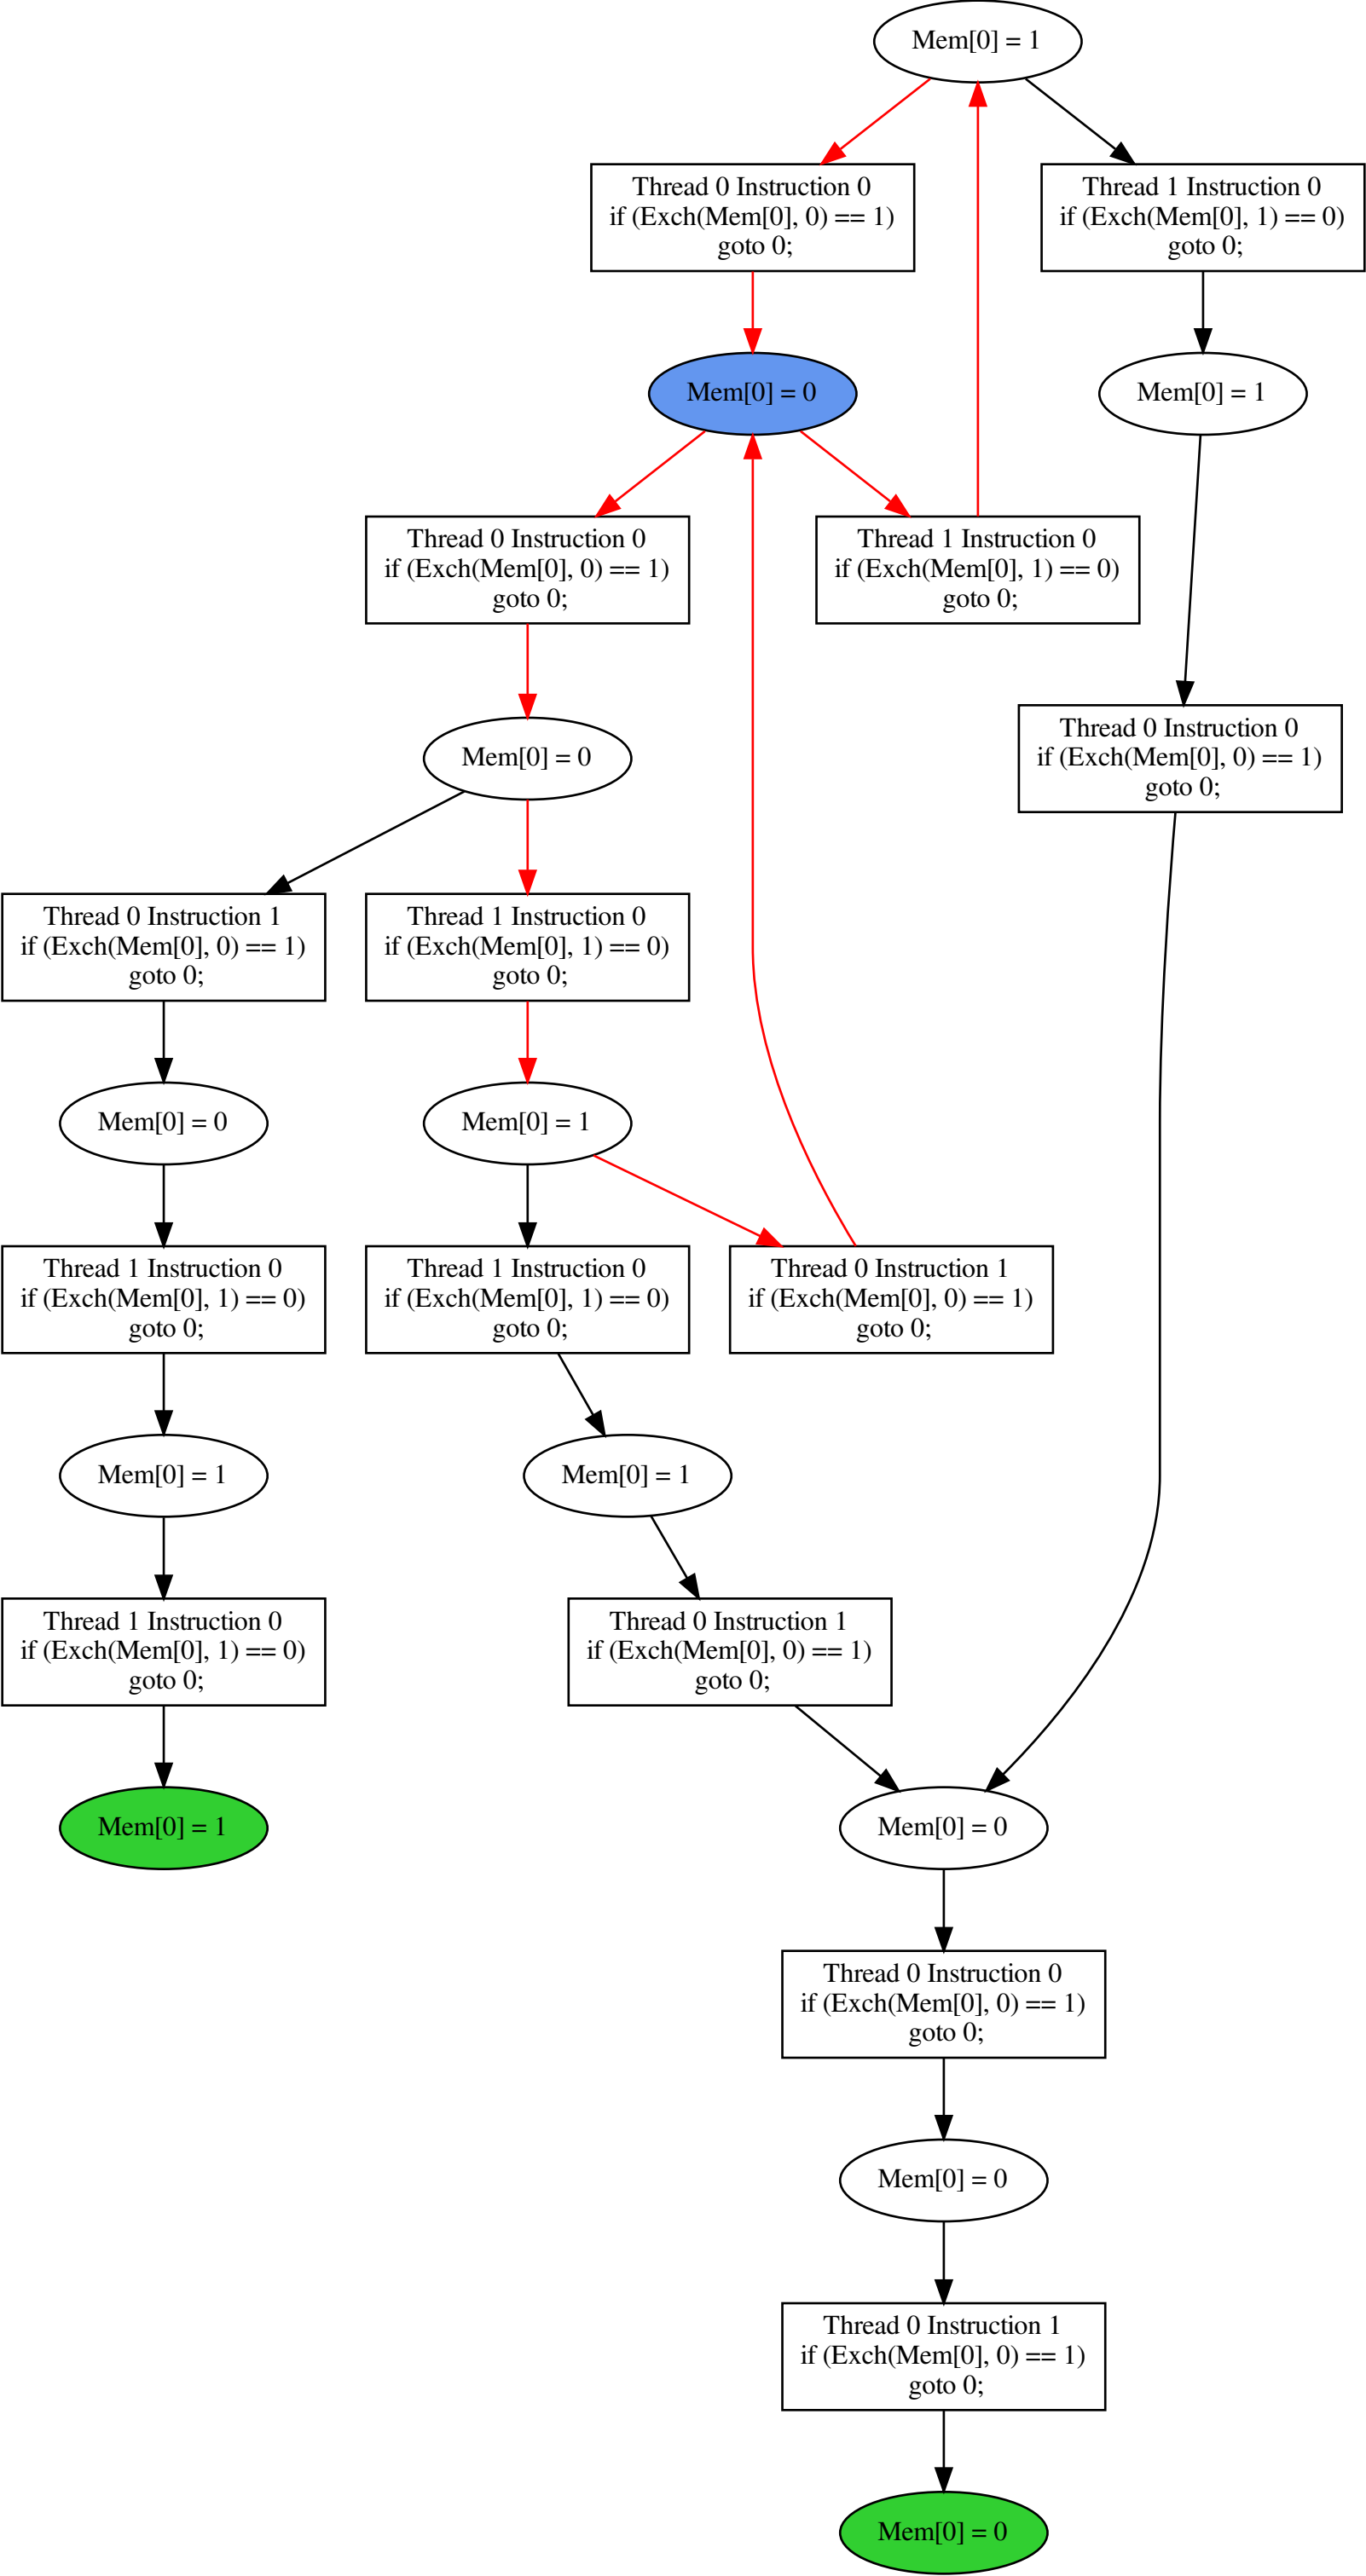 Mem[0] = 1
Thread 0 Instruction 0
if (Exch(Mem[0], 0) == 1)
goto 0;
Thread 1 Instruction 0
if (Exch(Mem[0], 1) == 0)
goto 0;
Mem[0] = 0
Mem[0] = 1
Thread 0 Instruction 0
if (Exch(Mem[0], 0) == 1)
goto 0;
Thread 1 Instruction 0
if (Exch(Mem[0], 1) == 0)
goto 0;
Mem[0] = 0
Thread 0 Instruction 0
if (Exch(Mem[0], 0) == 1)
goto 0;
Thread 0 Instruction 1
if (Exch(Mem[0], 0) == 1)
goto 0;
Thread 1 Instruction 0
if (Exch(Mem[0], 1) == 0)
goto 0;
Mem[0] = 0
Mem[0] = 1
Thread 1 Instruction 0
if (Exch(Mem[0], 1) == 0)
goto 0;
Thread 1 Instruction 0
if (Exch(Mem[0], 1) == 0)
goto 0;
Thread 0 Instruction 1
if (Exch(Mem[0], 0) == 1)
goto 0;
Mem[0] = 1
Mem[0] = 1
Thread 1 Instruction 0
if (Exch(Mem[0], 1) == 0)
goto 0;
Thread 0 Instruction 1
if (Exch(Mem[0], 0) == 1)
goto 0;
Mem[0] = 1
Mem[0] = 0
Thread 0 Instruction 0
if (Exch(Mem[0], 0) == 1)
goto 0;
Mem[0] = 0
Thread 0 Instruction 1
if (Exch(Mem[0], 0) == 1)
goto 0;
Mem[0] = 0